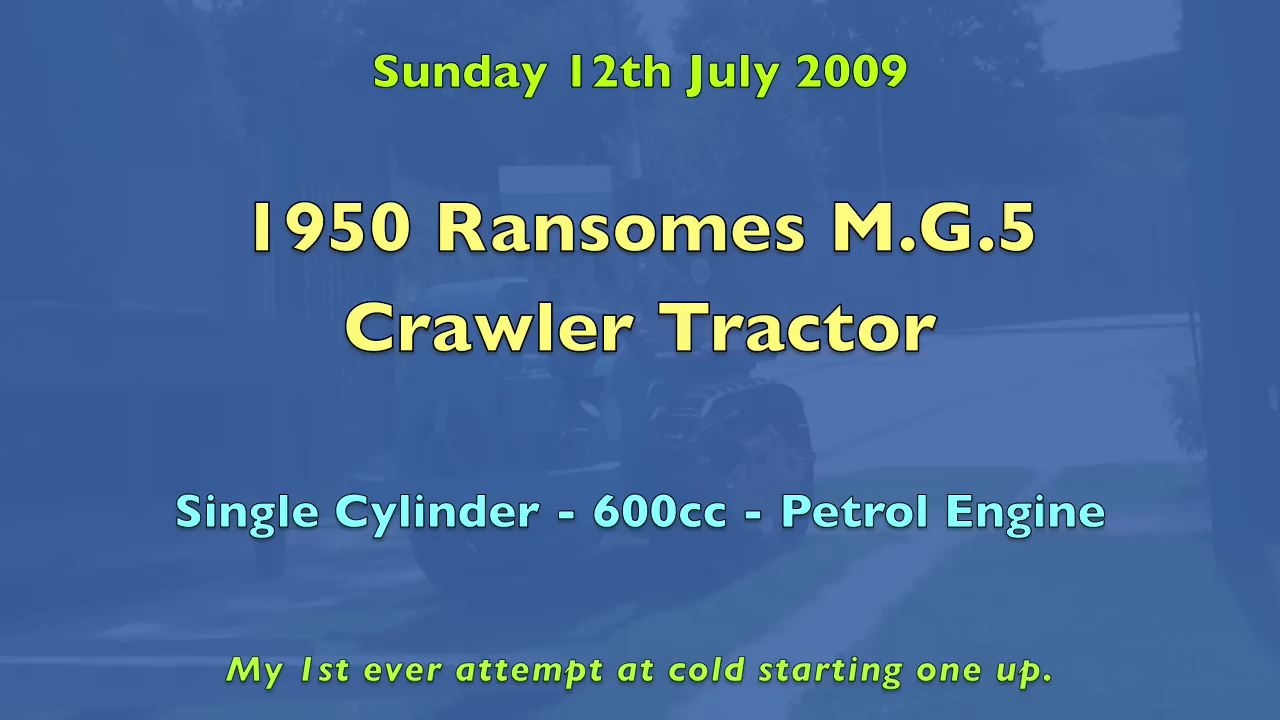 Sunday 12th July 2009
1950 Ransomes M.G.5
Crawler Tractor
Single Cylinder - 600cc - Petrol Engine
My 1st ever attempt at cold starting one up.